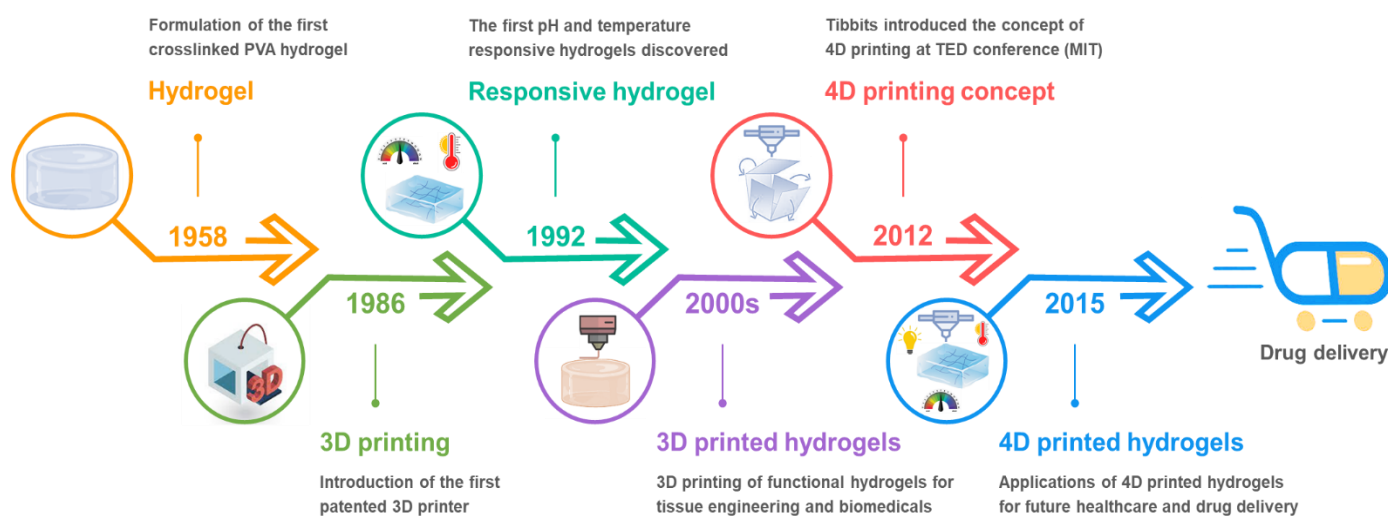 Formulation of the first
crosslinked PVA hydrogel
Hydrogel
1958
3D
1986
3D printing
Introduction of the first
patented 3D printer
The first pH and temperature
responsive hydrogels discovered
Responsive hydrogel
1992
2000s
3D printed hydrogels
3D printing of functional hydrogels for
tissue engineering and biomedicals
Tibbits introduced the concept of
4D printing at TED conference (MIT)
4D printing concept
2012
2015
4D printed hydrogels
Applications of 4D printed hydrogels
for future healthcare and drug delivery
Drug delivery